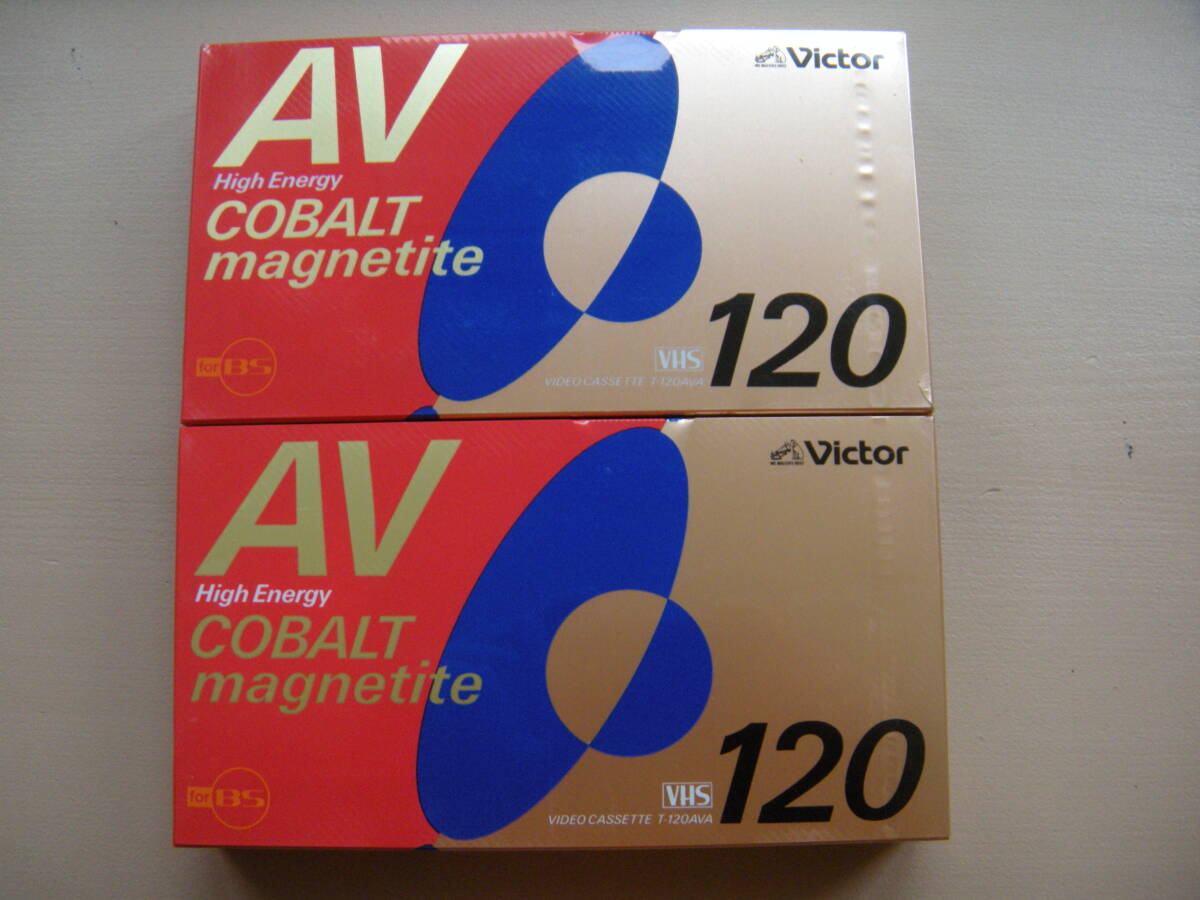 AV
High Energy
COBALT
magnetite
for BS
Victor
VHS
VIDEO CASSETTE T-120AVA
120
AV
High Energy
COBALT
magnetite
for BS
Victor
VHS
VIDEO CASSETTE T-120AVA
120